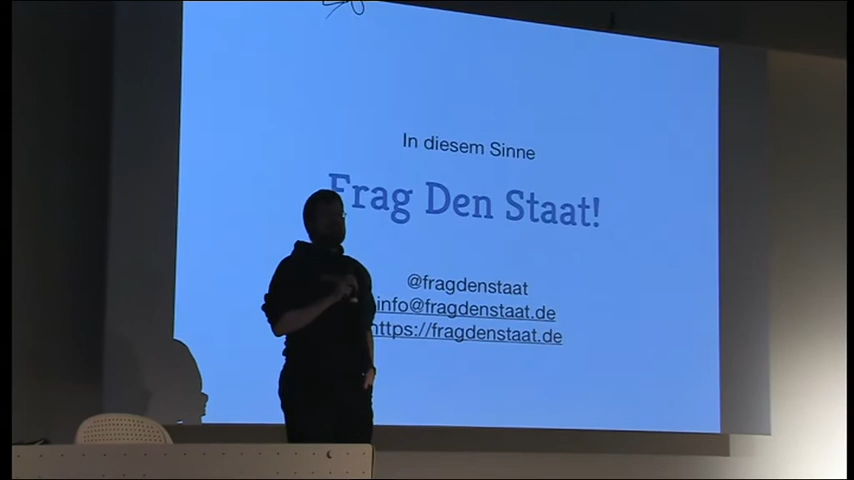 In diesem Sinne
Frag Den Staat!
@fragdenstaat
info@fragdenstaat.de
https://fragdenstaat.de